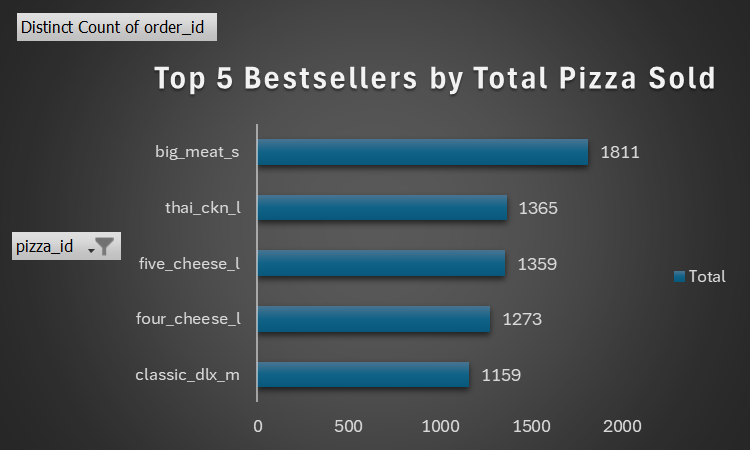 Distinct Count of order_id
Top 5 Bestsellers by Total Pizza Sold
big_meat_s 1811
thai_ckn_l 1365
pizza_id
five_cheese_l 1359
Total
four_cheese_l 1273
classic_dlx_m 1159
0 500 1000 1500 2000